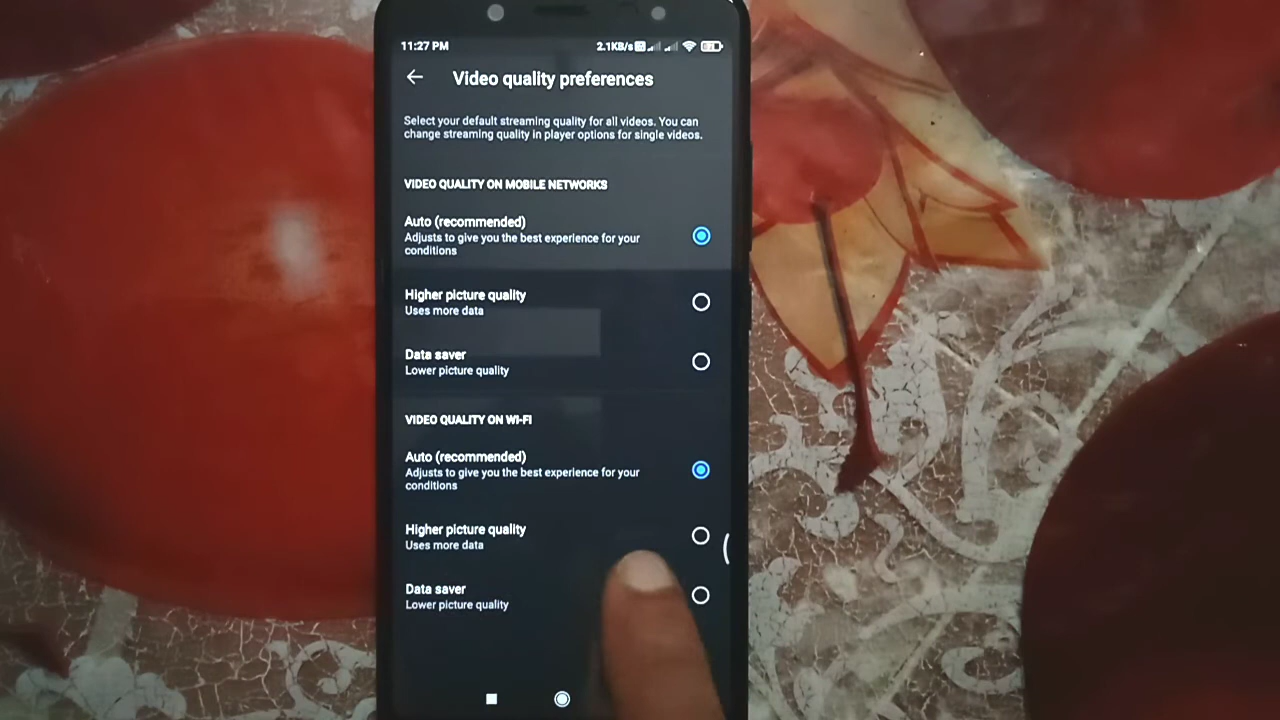 11:27 PM 2.1KB/s
Video quality preferences
Select your default streaming quality for all videos. You can
change streaming quality in player options for single videos.
VIDEO QUALITY ON MOBILE NETWORKS
Auto (recommended)
Adjusts to give you the best experience for your
conditions
Higher picture quality
Uses more data
Data saver
Lower picture quality
VIDEO QUALITY ON WI-FI
Auto (recommended)
Adjusts to give you the best experience for your
conditions
Higher picture quality
Uses more data
Data saver
Lower picture quality